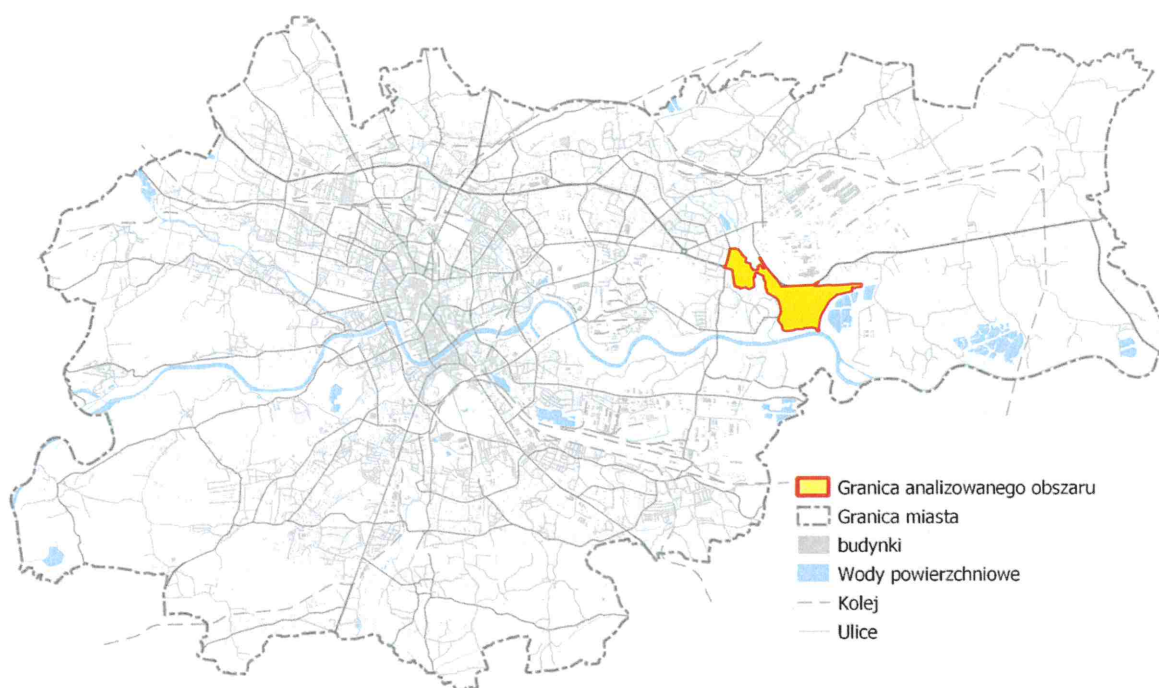 Granica analizowanego obszaru
Granica miasta
budynki
Wody powierzchniowe
Kolej
Ulice